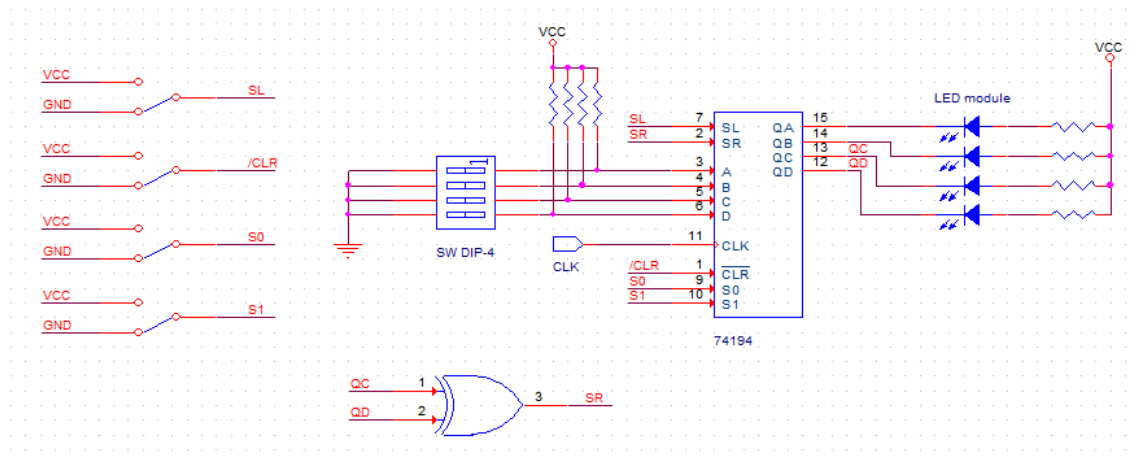 VCC
GND
SL
VCC
GND
/CLR
VCC
GND
S0
VCC
GND
S1
VCC
1
SW DIP-4
CLK
SL
SR
7
2
3
4
5
6
11
/CLR
S0
S1
1
9
10
SL
SR
A
B
C
D
CLK
CLR
S0
S1
QA
QB
QC
QD
74194
15
14
13
12
QC
QD
LED module
VCC
QC
QD
1
2
3
SR